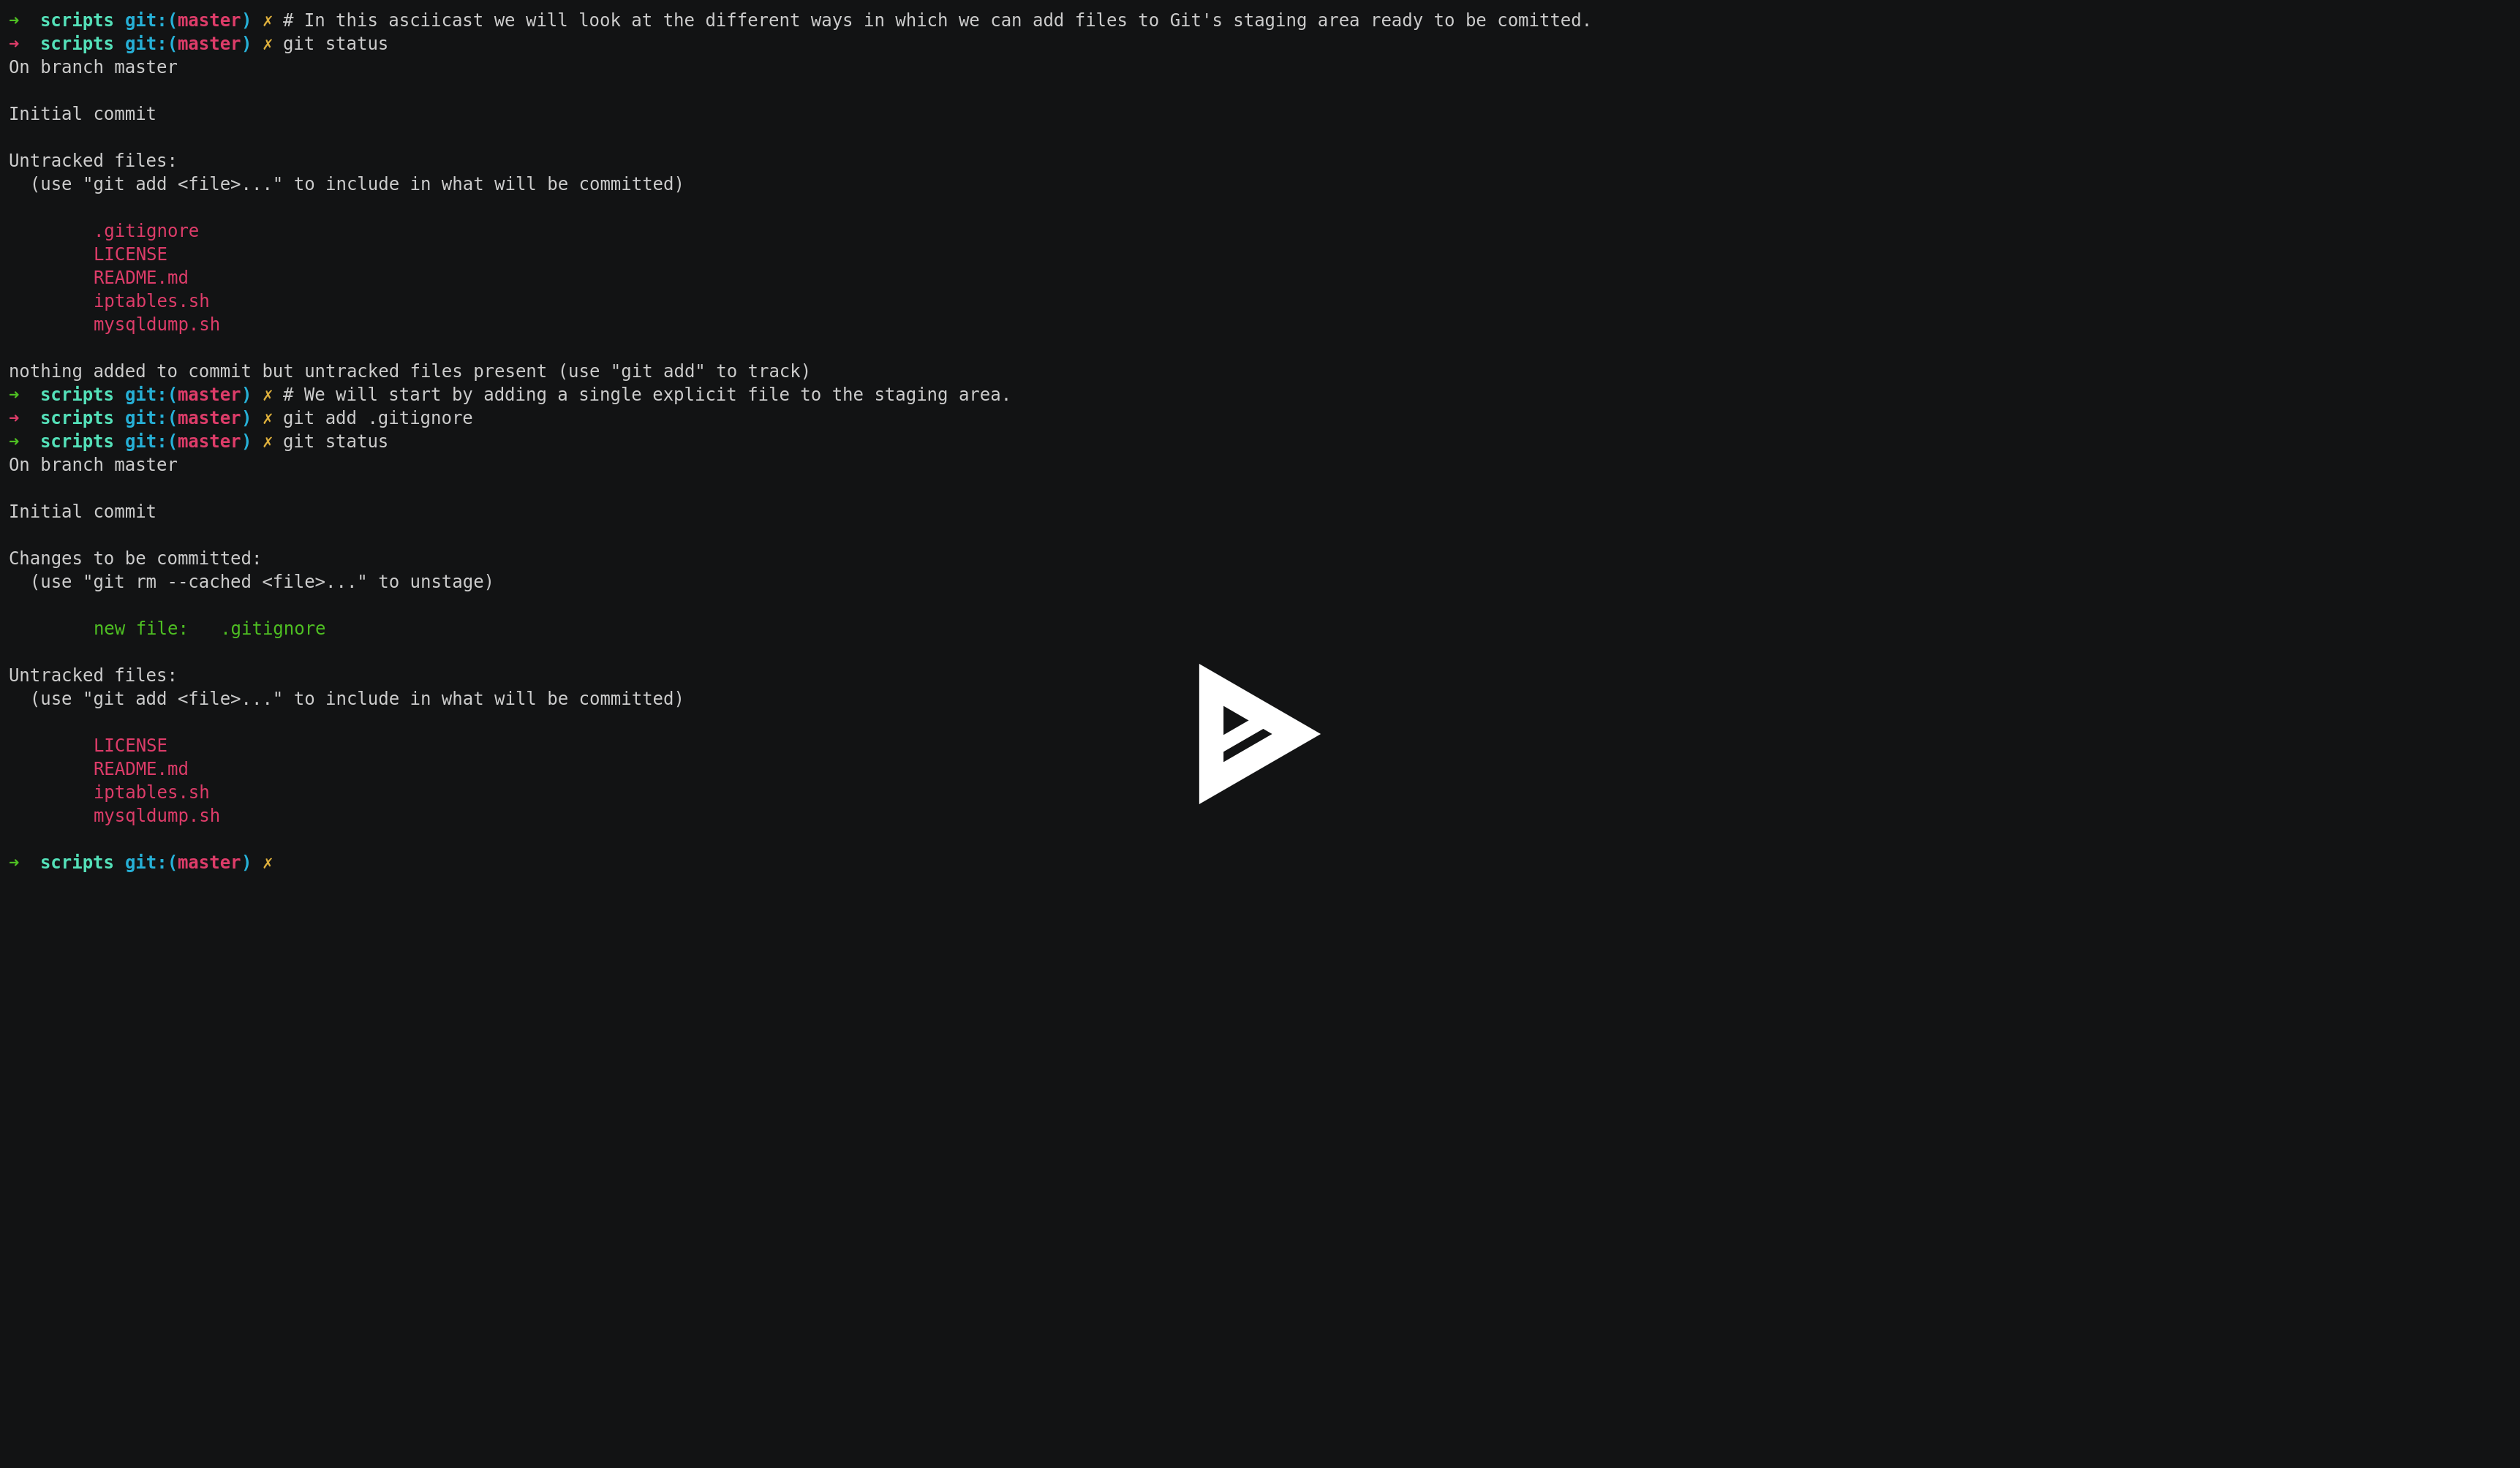 ➜  scripts git:(master) ✗ # In this asciicast we will look at the different ways in which we can add files to Git's staging area ready to be comitted.
➜  scripts git:(master) ✗ git status
On branch master

Initial commit

Untracked files:
  (use "git add <file>..." to include in what will be committed)

        .gitignore
        LICENSE
        README.md
        iptables.sh
        mysqldump.sh

nothing added to commit but untracked files present (use "git add" to track)
➜  scripts git:(master) ✗ # We will start by adding a single explicit file to the staging area.
➜  scripts git:(master) ✗ git add .gitignore
➜  scripts git:(master) ✗ git status
On branch master

Initial commit

Changes to be committed:
  (use "git rm --cached <file>..." to unstage)

        new file:   .gitignore

Untracked files:
  (use "git add <file>..." to include in what will be committed)

        LICENSE
        README.md
        iptables.sh
        mysqldump.sh

➜  scripts git:(master) ✗